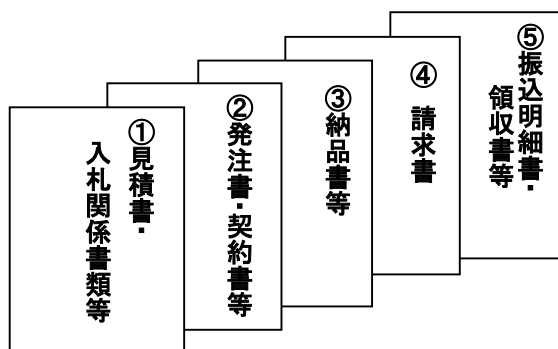 ①見積書・
入札関係書類等
②発注書・契約書等
③納品書等
④請求書
⑤振込明細書・
領収書等